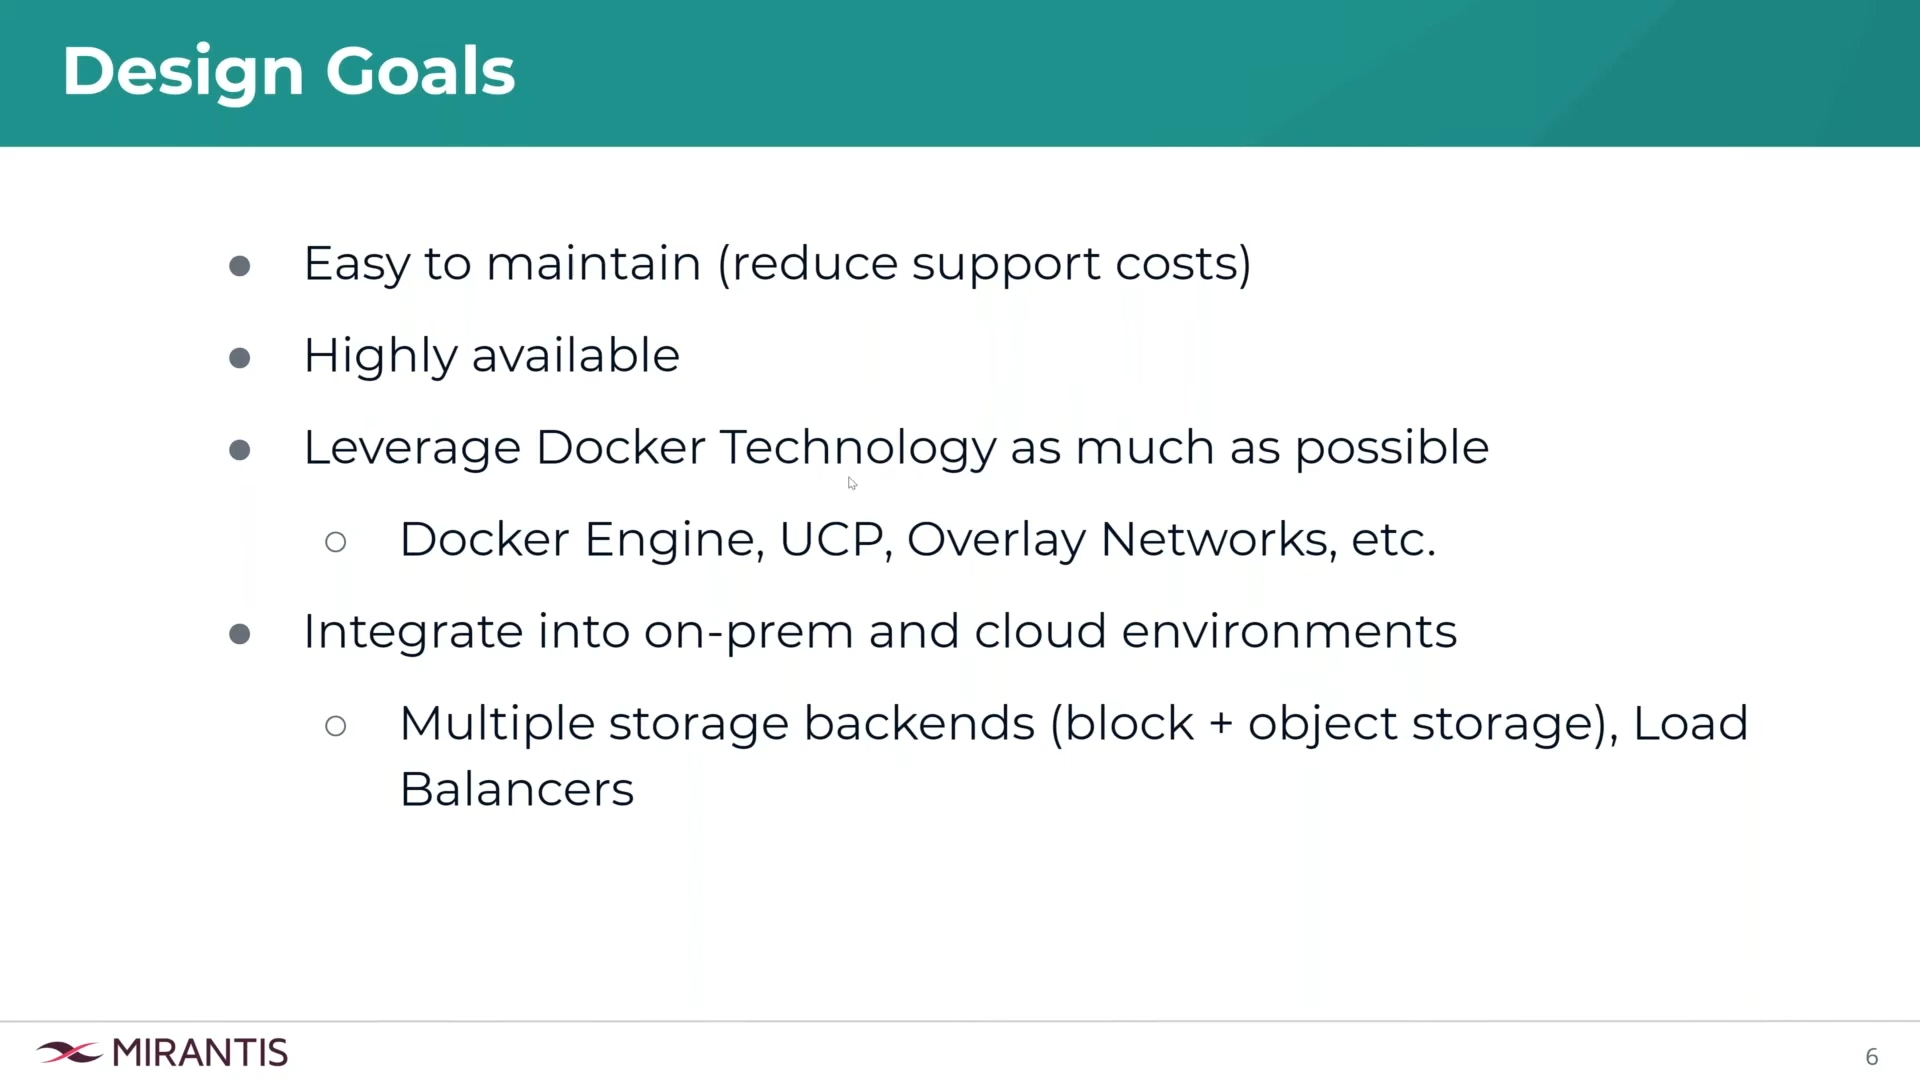 Design Goals
● Easy to maintain (reduce support costs)
● Highly available
● Leverage Docker Technology as much as possible
○ Docker Engine, UCP, Overlay Networks, etc.
● Integrate into on-prem and cloud environments
○ Multiple storage backends (block + object storage), Load
Balancers
MIRANTIS
6